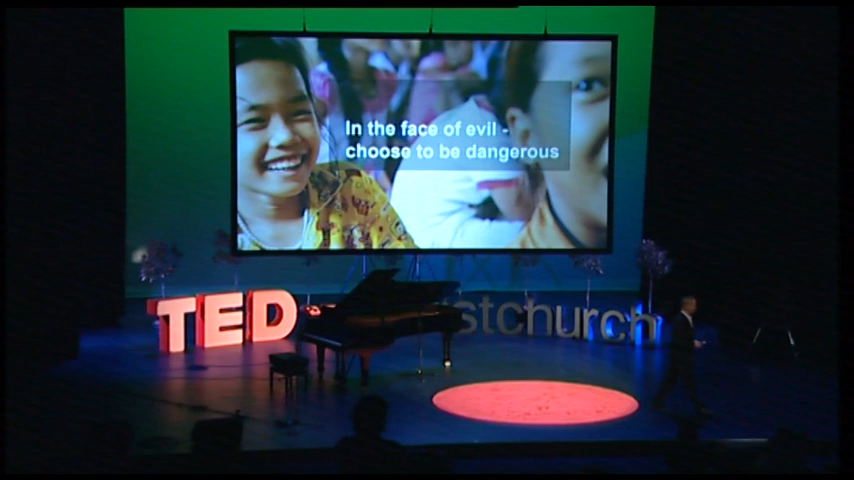 In the face of evil -
choose to be dangerous
TED stchurch